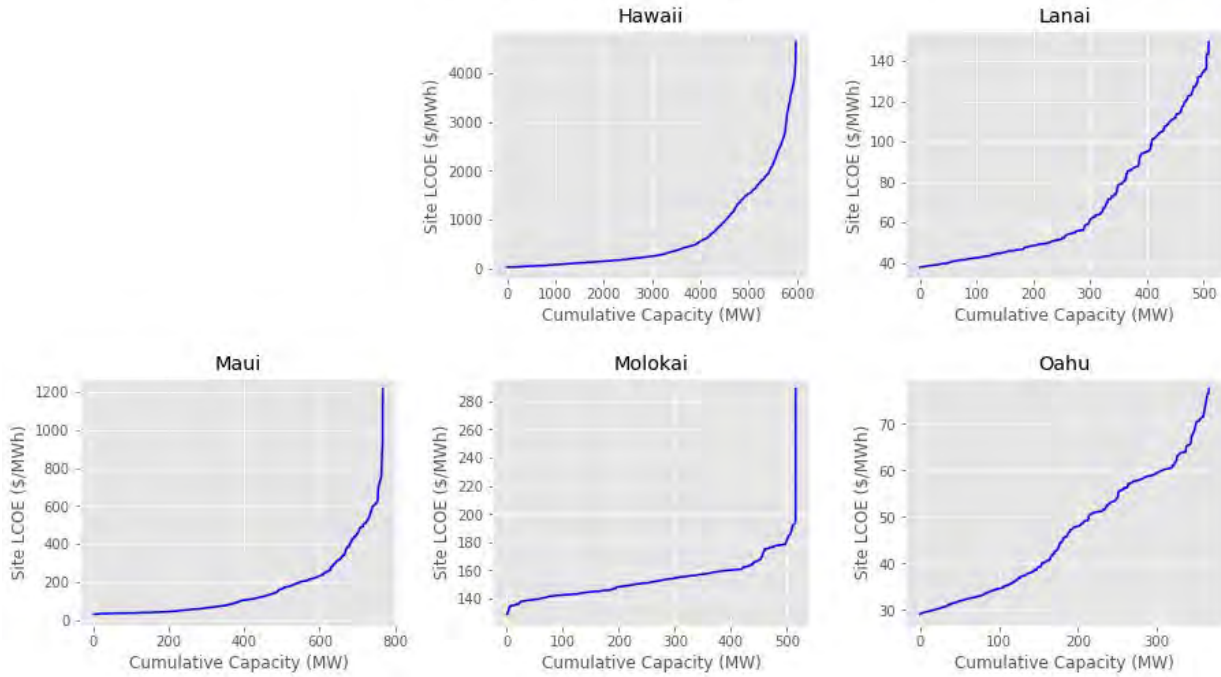 Hawaii
Site LCOE ($/MWh)
4000
3000
2000
1000
0
0 1000 2000 3000 4000 5000 6000
Cumulative Capacity (MW)
Lanai
Site LCOE ($/MWh)
140
120
100
80
60
40
0 100 200 300 400 500
Cumulative Capacity (MW)
Maui
Site LCOE ($/MWh)
1200
1000
800
600
400
200
0
0 200 400 600 800
Cumulative Capacity (MW)
Molokai
Site LCOE ($/MWh)
280
260
240
220
200
180
160
140
0 100 200 300 400 500
Cumulative Capacity (MW)
Oahu
Site LCOE ($/MWh)
70
60
50
40
30
0 100 200 300
Cumulative Capacity (MW)